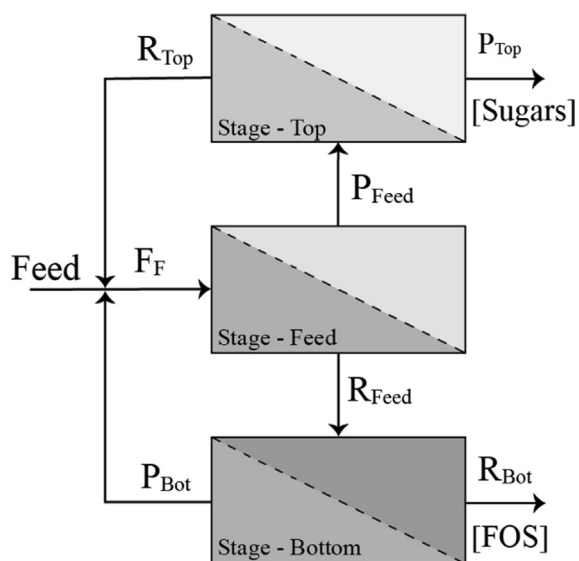 R_Top
P_Top
[Sugars]
Stage - Top
P_Feed
Feed
F_F
Stage - Feed
R_Feed
P_Bot
R_Bot
[FOS]
Stage - Bottom